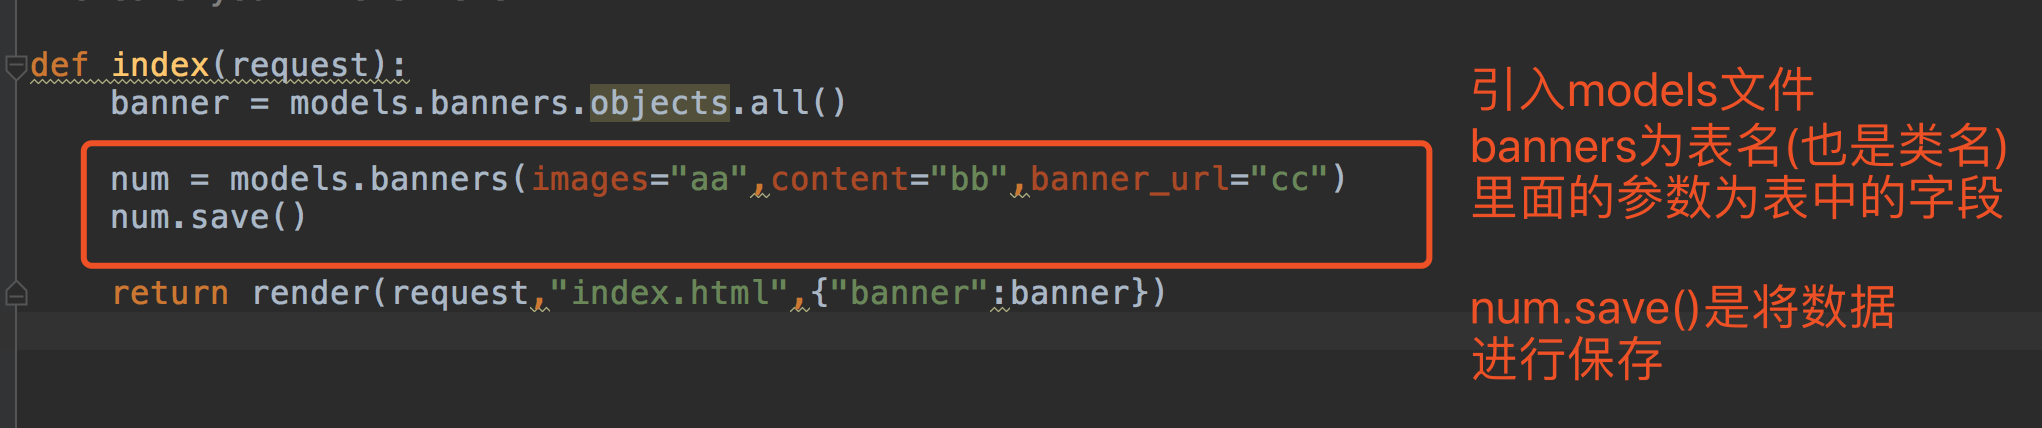 def index(request):
banner = models.banners.objects.all()
num = models.banners(images="aa",content="bb",banner_url="cc")
num.save()
return render(request,"index.html",{"banner":banner})
引入models文件
banners为表名(也是类名)
里面的参数为表中的字段
num.save()是将数据
进行保存